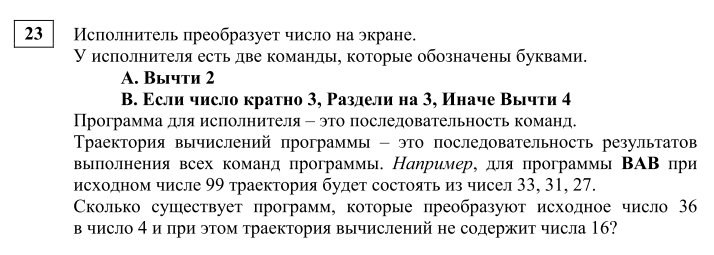 23 Исполнитель преобразует число на экране.
У исполнителя есть две команды, которые обозначены буквами.
A. Вычти 2
B. Если число кратно 3, Раздели на 3, Иначе Вычти 4
Программа для исполнителя – это последовательность команд.
Траектория вычислений программы – это последовательность результатов
выполнения всех команд программы. Например, для программы BAB при
исходном числе 99 траектория будет состоять из чисел 33, 31, 27.
Сколько существует программ, которые преобразуют исходное число 36
в число 4 и при этом траектория вычислений не содержит числа 16?